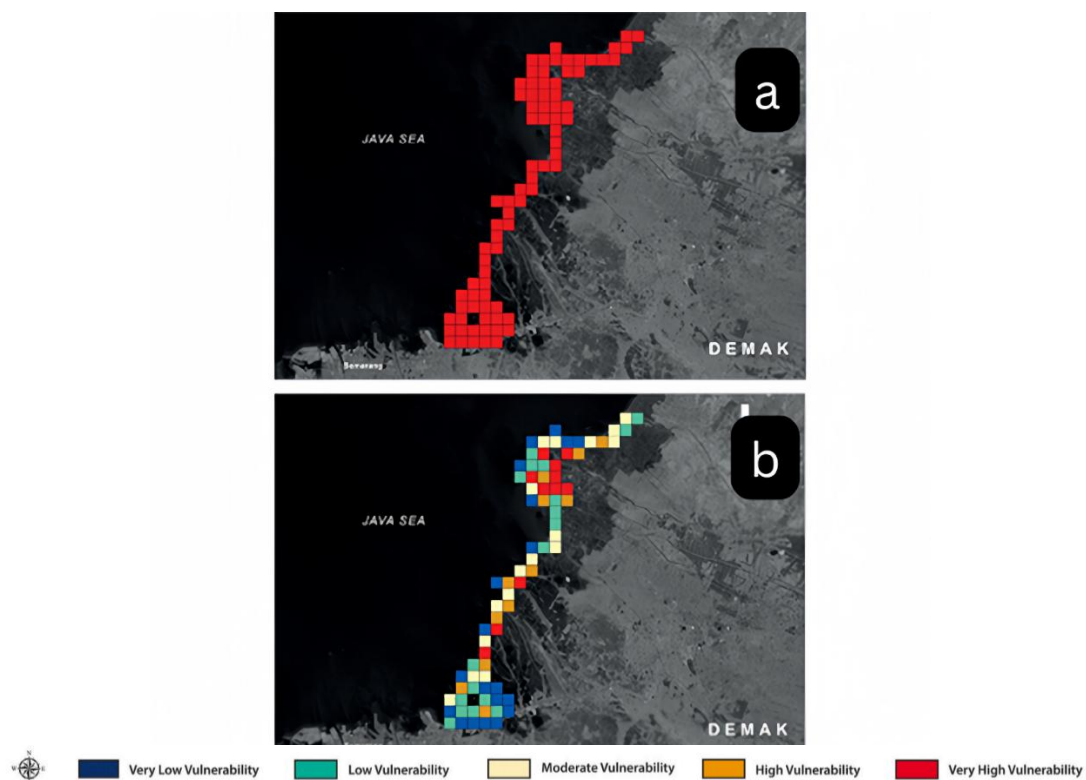 a
JAVA SEA
DEMAK
Semarang
b
JAVA SEA
DEMAK
N
W E
S
Very Low Vulnerability
Low Vulnerability
Moderate Vulnerability
High Vulnerability
Very High Vulnerability